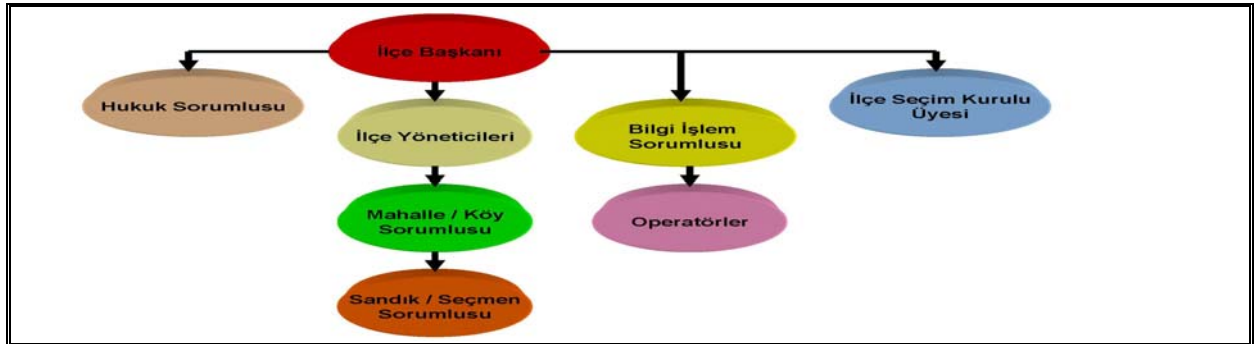 İlçe Başkanı
Hukuk Sorumlusu
İlçe Yöneticileri
Bilgi İşlem
Sorumlusu
İlçe Seçim Kurulu
Üyesi
Mahalle / Köy
Sorumlusu
Operatörler
Sandık / Seçmen
Sorumlusu